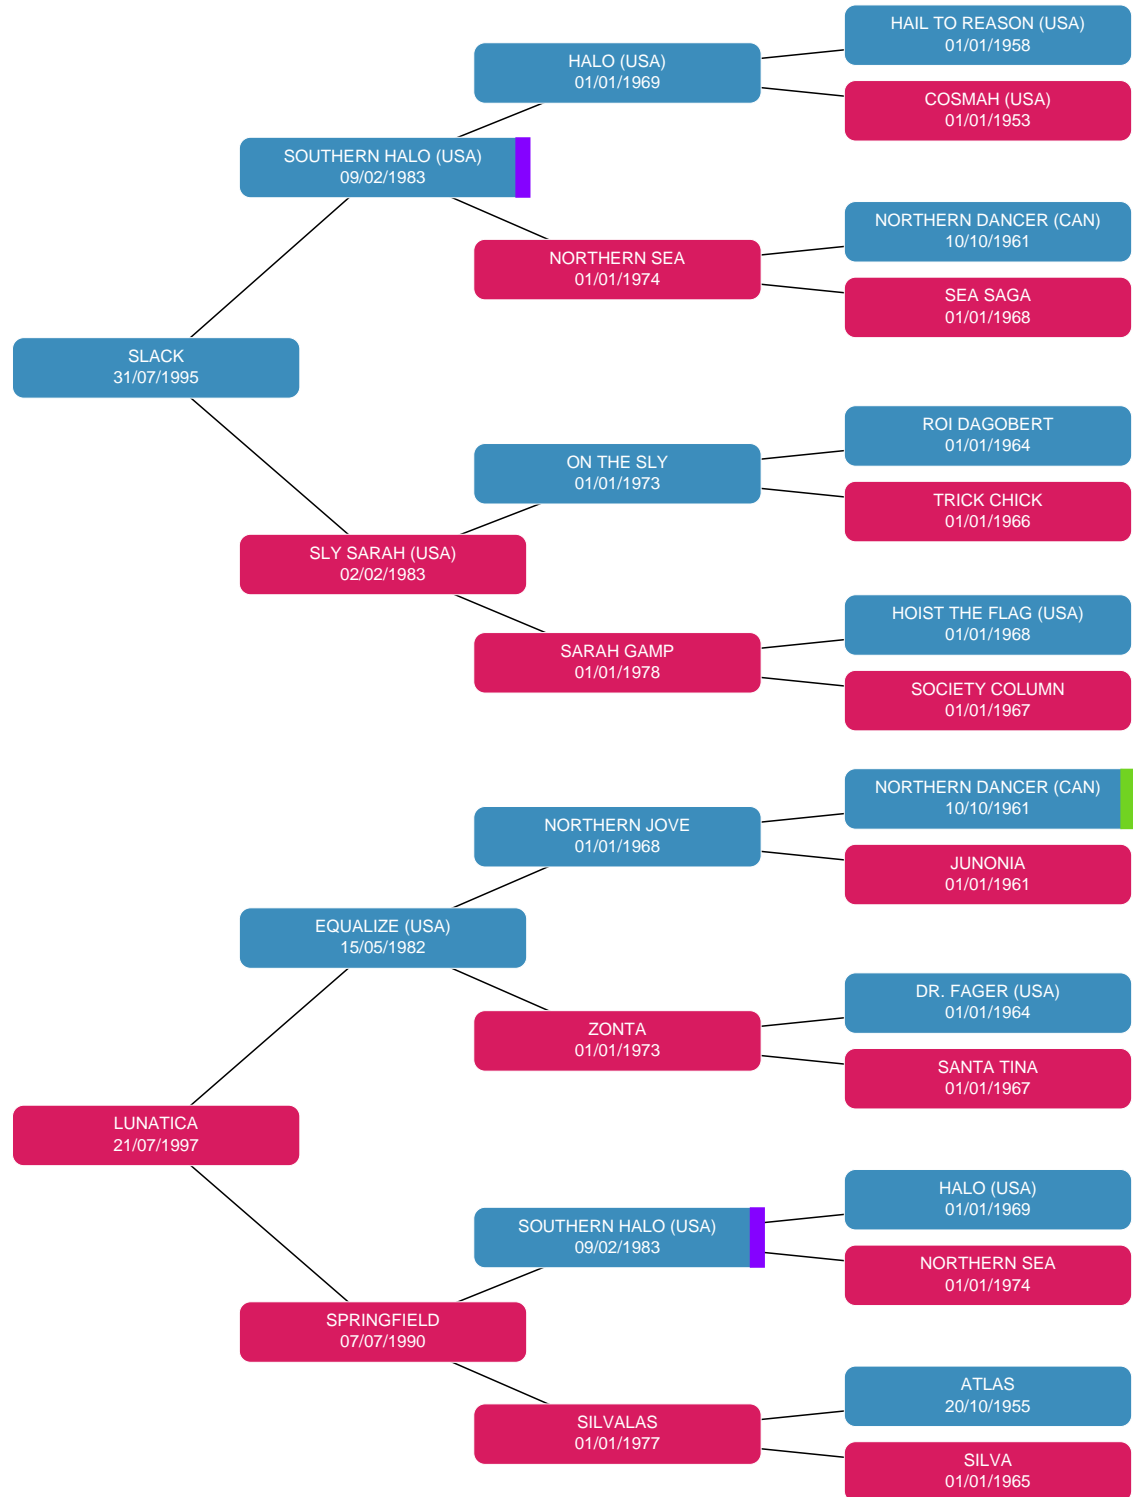 HAIL TO REASON (USA)
01/01/1958
HALO (USA)
01/01/1969
COSMAH (USA)
01/01/1953
SOUTHERN HALO (USA)
09/02/1983
NORTHERN DANCER (CAN)
10/10/1961
NORTHERN SEA
01/01/1974
SEA SAGA
01/01/1968
SLACK
31/07/1995
ROI DAGOBERT
01/01/1964
ON THE SLY
01/01/1973
TRICK CHICK
01/01/1966
SLY SARAH (USA)
02/02/1983
HOIST THE FLAG (USA)
01/01/1968
SARAH GAMP
01/01/1978
SOCIETY COLUMN
01/01/1967
NORTHERN DANCER (CAN)
10/10/1961
NORTHERN JOVE
01/01/1968
JUNONIA
01/01/1961
EQUALIZE (USA)
15/05/1982
DR. FAGER (USA)
01/01/1964
ZONTA
01/01/1973
SANTA TINA
01/01/1967
LUNATICA
21/07/1997
HALO (USA)
01/01/1969
SOUTHERN HALO (USA)
09/02/1983
NORTHERN SEA
01/01/1974
SPRINGFIELD
07/07/1990
ATLAS
20/10/1955
SILVALAS
01/01/1977
SILVA
01/01/1965